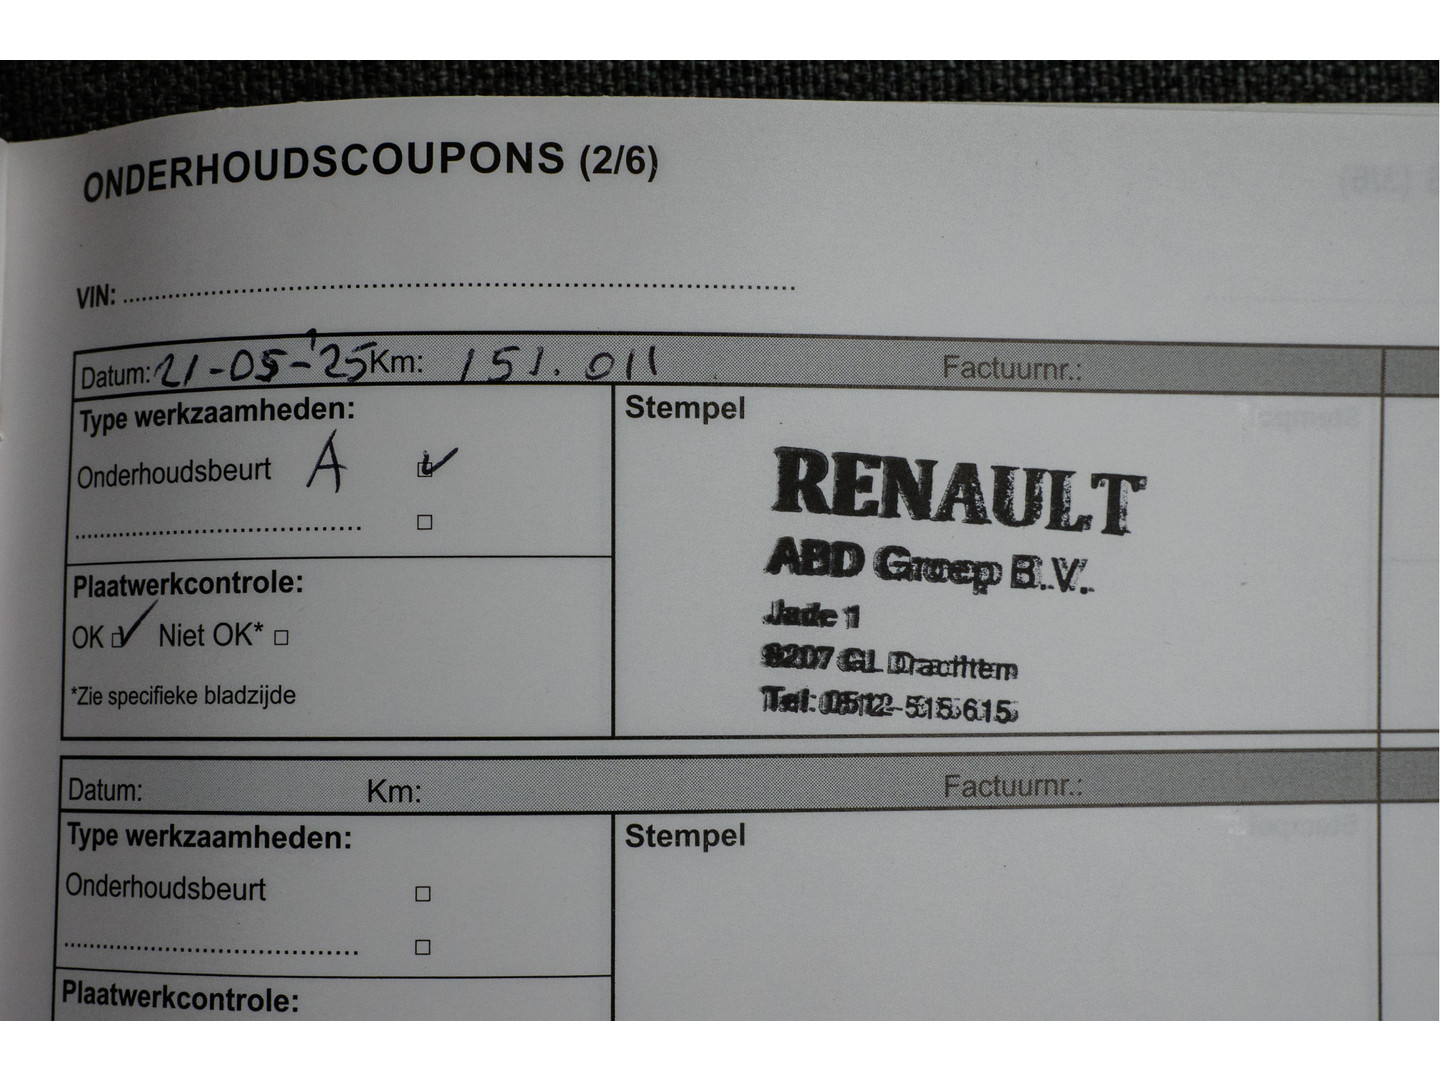 ONDERHOUDSCOUPONS (2/6)
VIN: ........................................................................
Datum: 21-05-'25 Km: 151.011 Factuurnr.:
Type werkzaamheden:
Onderhoudsbeurt A
Stempel
RENAULT
ABD Groep B.V.
Jade 1
9207 GL Drachten
Tel: 0512-515615
Plaatwerkcontrole:
OK Niet OK*
*Zie specifieke bladzijde
Datum: Km: Factuurnr.:
Type werkzaamheden:
Onderhoudsbeurt
Stempel
Plaatwerkcontrole: